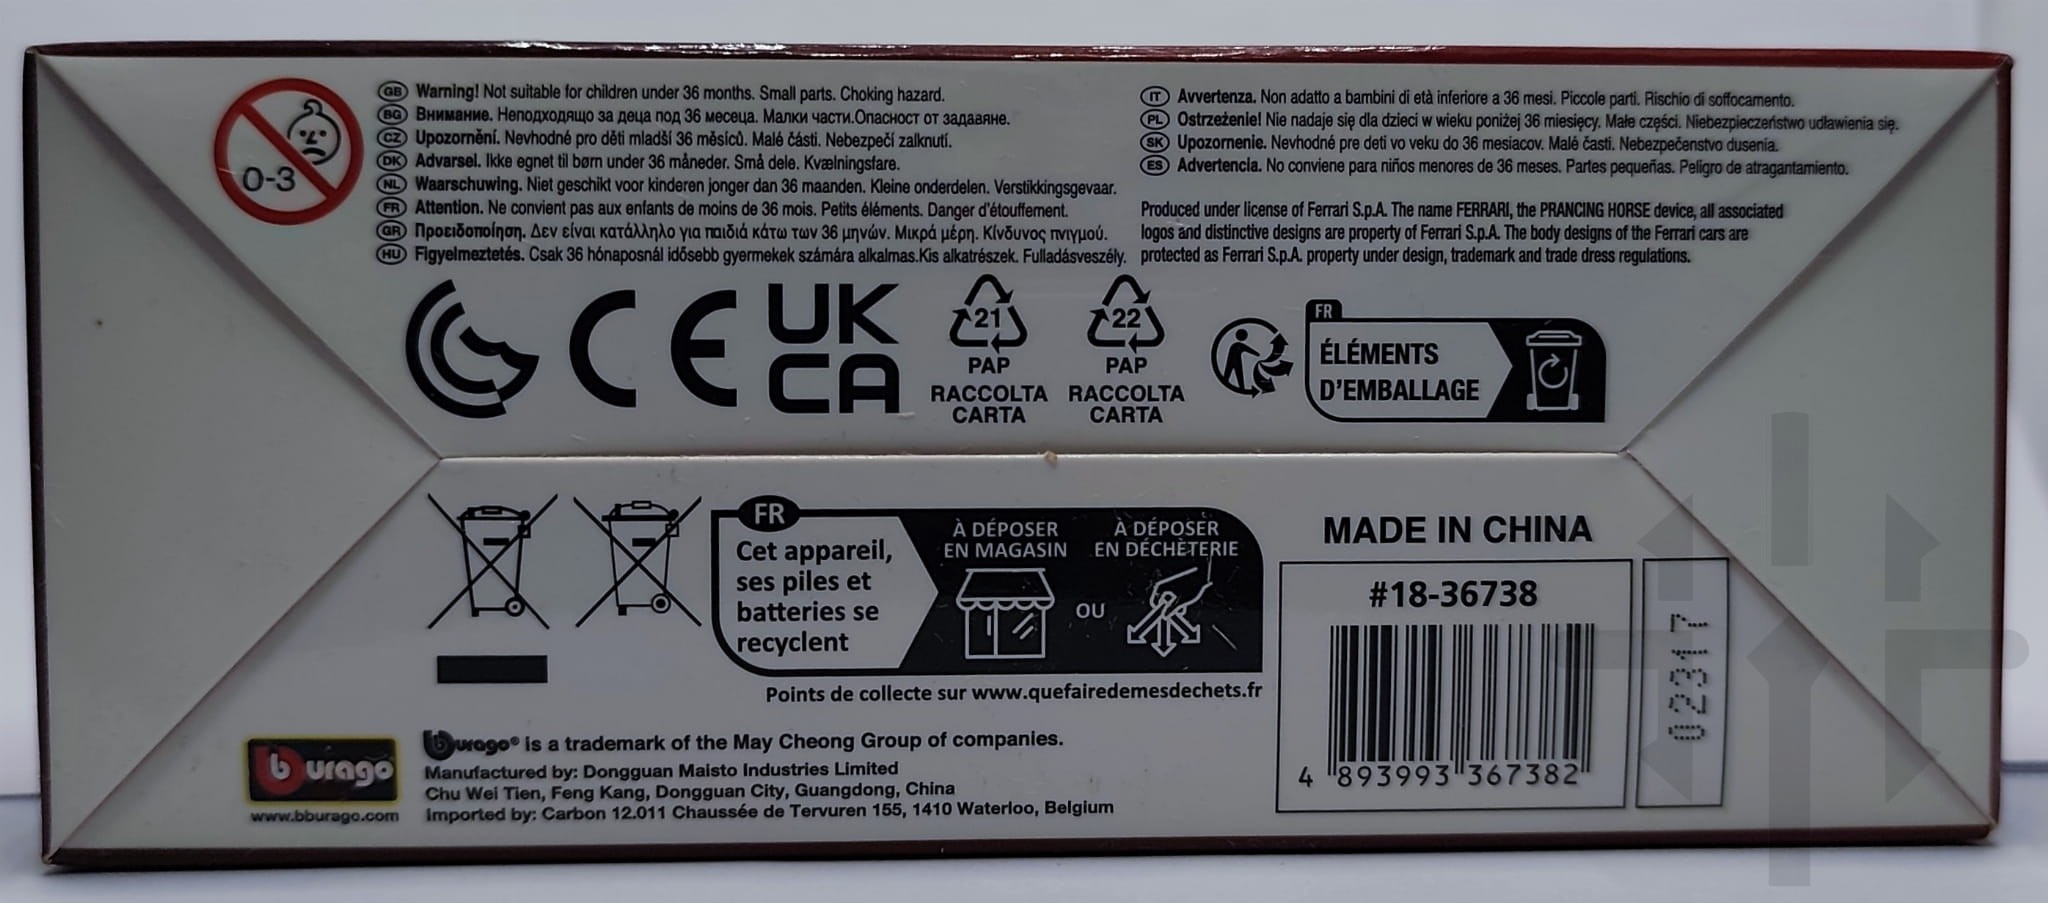 0-3
GB Warning! Not suitable for children under 36 months. Small parts. Choking hazard.
BG Внимание. Неподходящо за деца под 36 месеца. Малки части.Опасност от задавяне.
CZ Upozornění. Nevhodné pro děti mladší 36 měsíců. Malé části. Nebezpečí zalknutí.
DK Advarsel. Ikke egnet til børn under 36 måneder. Små dele. Kvælningsfare.
NL Waarschuwing. Niet geschikt voor kinderen jonger dan 36 maanden. Kleine onderdelen. Verstikkingsgevaar.
FR Attention. Ne convient pas aux enfants de moins de 36 mois. Petits éléments. Danger d'étouffement.
GR Προειδοποίηση. Δεν είναι κατάλληλο για παιδιά κάτω των 36 μηνών. Μικρά μέρη. Κίνδυνος πνιγμού.
HU Figyelmeztetés. Csak 36 hónaposnál idősebb gyermekek számára alkalmas.Kis alkatrészek. Fulladásveszély.
IT Avvertenza. Non adatto a bambini di età inferiore a 36 mesi. Piccole parti. Rischio di soffocamento.
PL Ostrzeżenie! Nie nadaje się dla dzieci w wieku poniżej 36 miesięcy. Małe części. Niebezpieczeństwo udławienia się.
SK Upozornenie. Nevhodné pre deti vo veku do 36 mesiacov. Malé časti. Nebezpečenstvo dusenia.
ES Advertencia. No conviene para niños menores de 36 meses. Partes pequeñas. Peligro de atragantamiento.
Produced under license of Ferrari S.p.A. The name FERRARI, the PRANCING HORSE device, all associated
logos and distinctive designs are property of Ferrari S.p.A. The body designs of the Ferrari cars are
protected as Ferrari S.p.A. property under design, trademark and trade dress regulations.
CE
UK
CA
21
PAP
RACCOLTA
CARTA
22
PAP
RACCOLTA
CARTA
FR
ÉLÉMENTS
D'EMBALLAGE
FR
Cet appareil,
ses piles et
batteries se
recyclent
À DÉPOSER
EN MAGASIN
OU
À DÉPOSER
EN DÉCHÈTERIE
Points de collecte sur www.quefairedemesdechets.fr
MADE IN CHINA
#18-36738
4 893993 367382
02317
burago
www.bburago.com
burago® is a trademark of the May Cheong Group of companies.
Manufactured by: Dongguan Maisto Industries Limited
Chu Wei Tien, Feng Kang, Dongguan City, Guangdong, China
Imported by: Carbon 12.011 Chaussée de Tervuren 155, 1410 Waterloo, Belgium